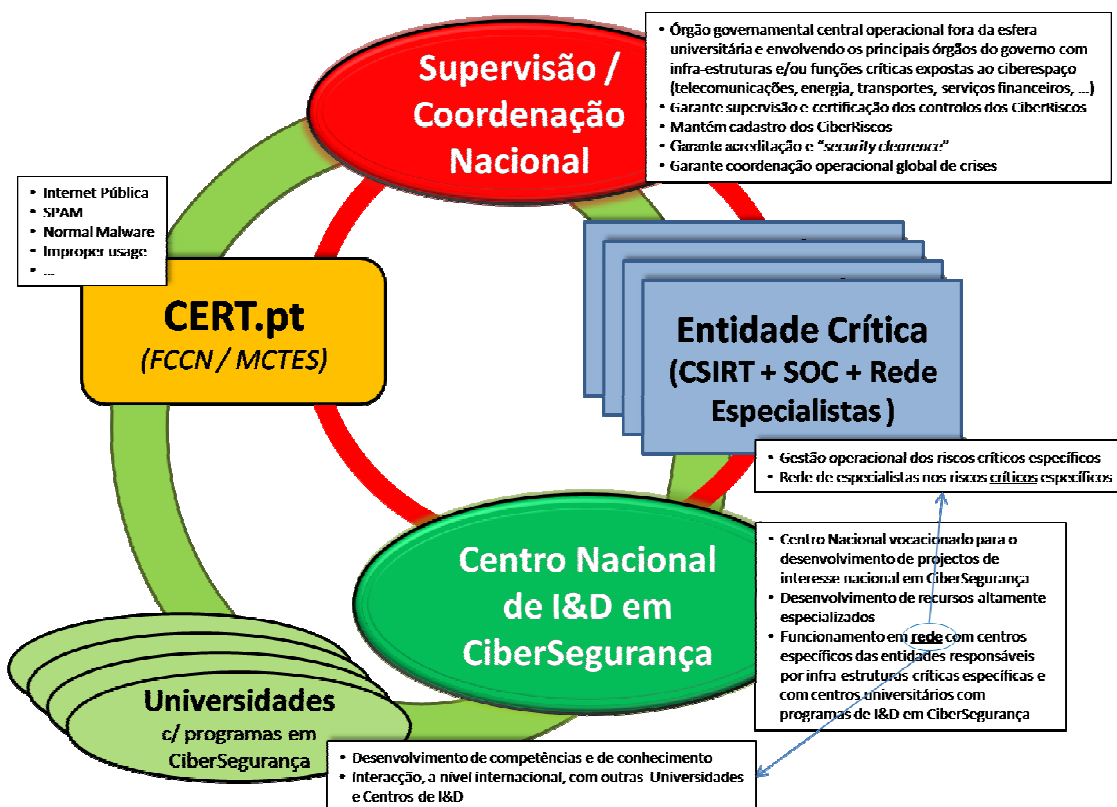 Supervisão /
Coordenação
Nacional
• Órgão governamental central operacional fora da esfera
universitária e envolvendo os principais órgãos do governo com
infra-estruturas e/ou funções críticas expostas ao ciberespaço
(telecomunicações, energia, transportes, serviços financeiros, ...)
• Garante supervisão e certificação dos controlos dos CiberRiscos
• Mantém cadastro dos CiberRiscos
• Garante acreditação e "security clearence"
• Garante coordenação operacional global de crises
• Internet Pública
• SPAM
• Normal Malware
• Improper usage
• ...
CERT.pt
(FCCN / MCTES)
Entidade Crítica
(CSIRT + SOC + Rede
Especialistas )
• Gestão operacional dos riscos críticos específicos
• Rede de especialistas nos riscos críticos específicos
Centro Nacional
de I&D em
CiberSegurança
• Centro Nacional vocacionado para o
desenvolvimento de projectos de
interesse nacional em CiberSegurança
• Desenvolvimento de recursos altamente
especializados
• Funcionamento em rede com centros
específicos das entidades responsáveis
por infra estruturas críticas específicas e
com centros universitários com
programas de I&D em CiberSegurança
Universidades
c/ programas em
CiberSegurança
• Desenvolvimento de competências e de conhecimento
• Interacção, a nível internacional, com outras Universidades
e Centros de I&D